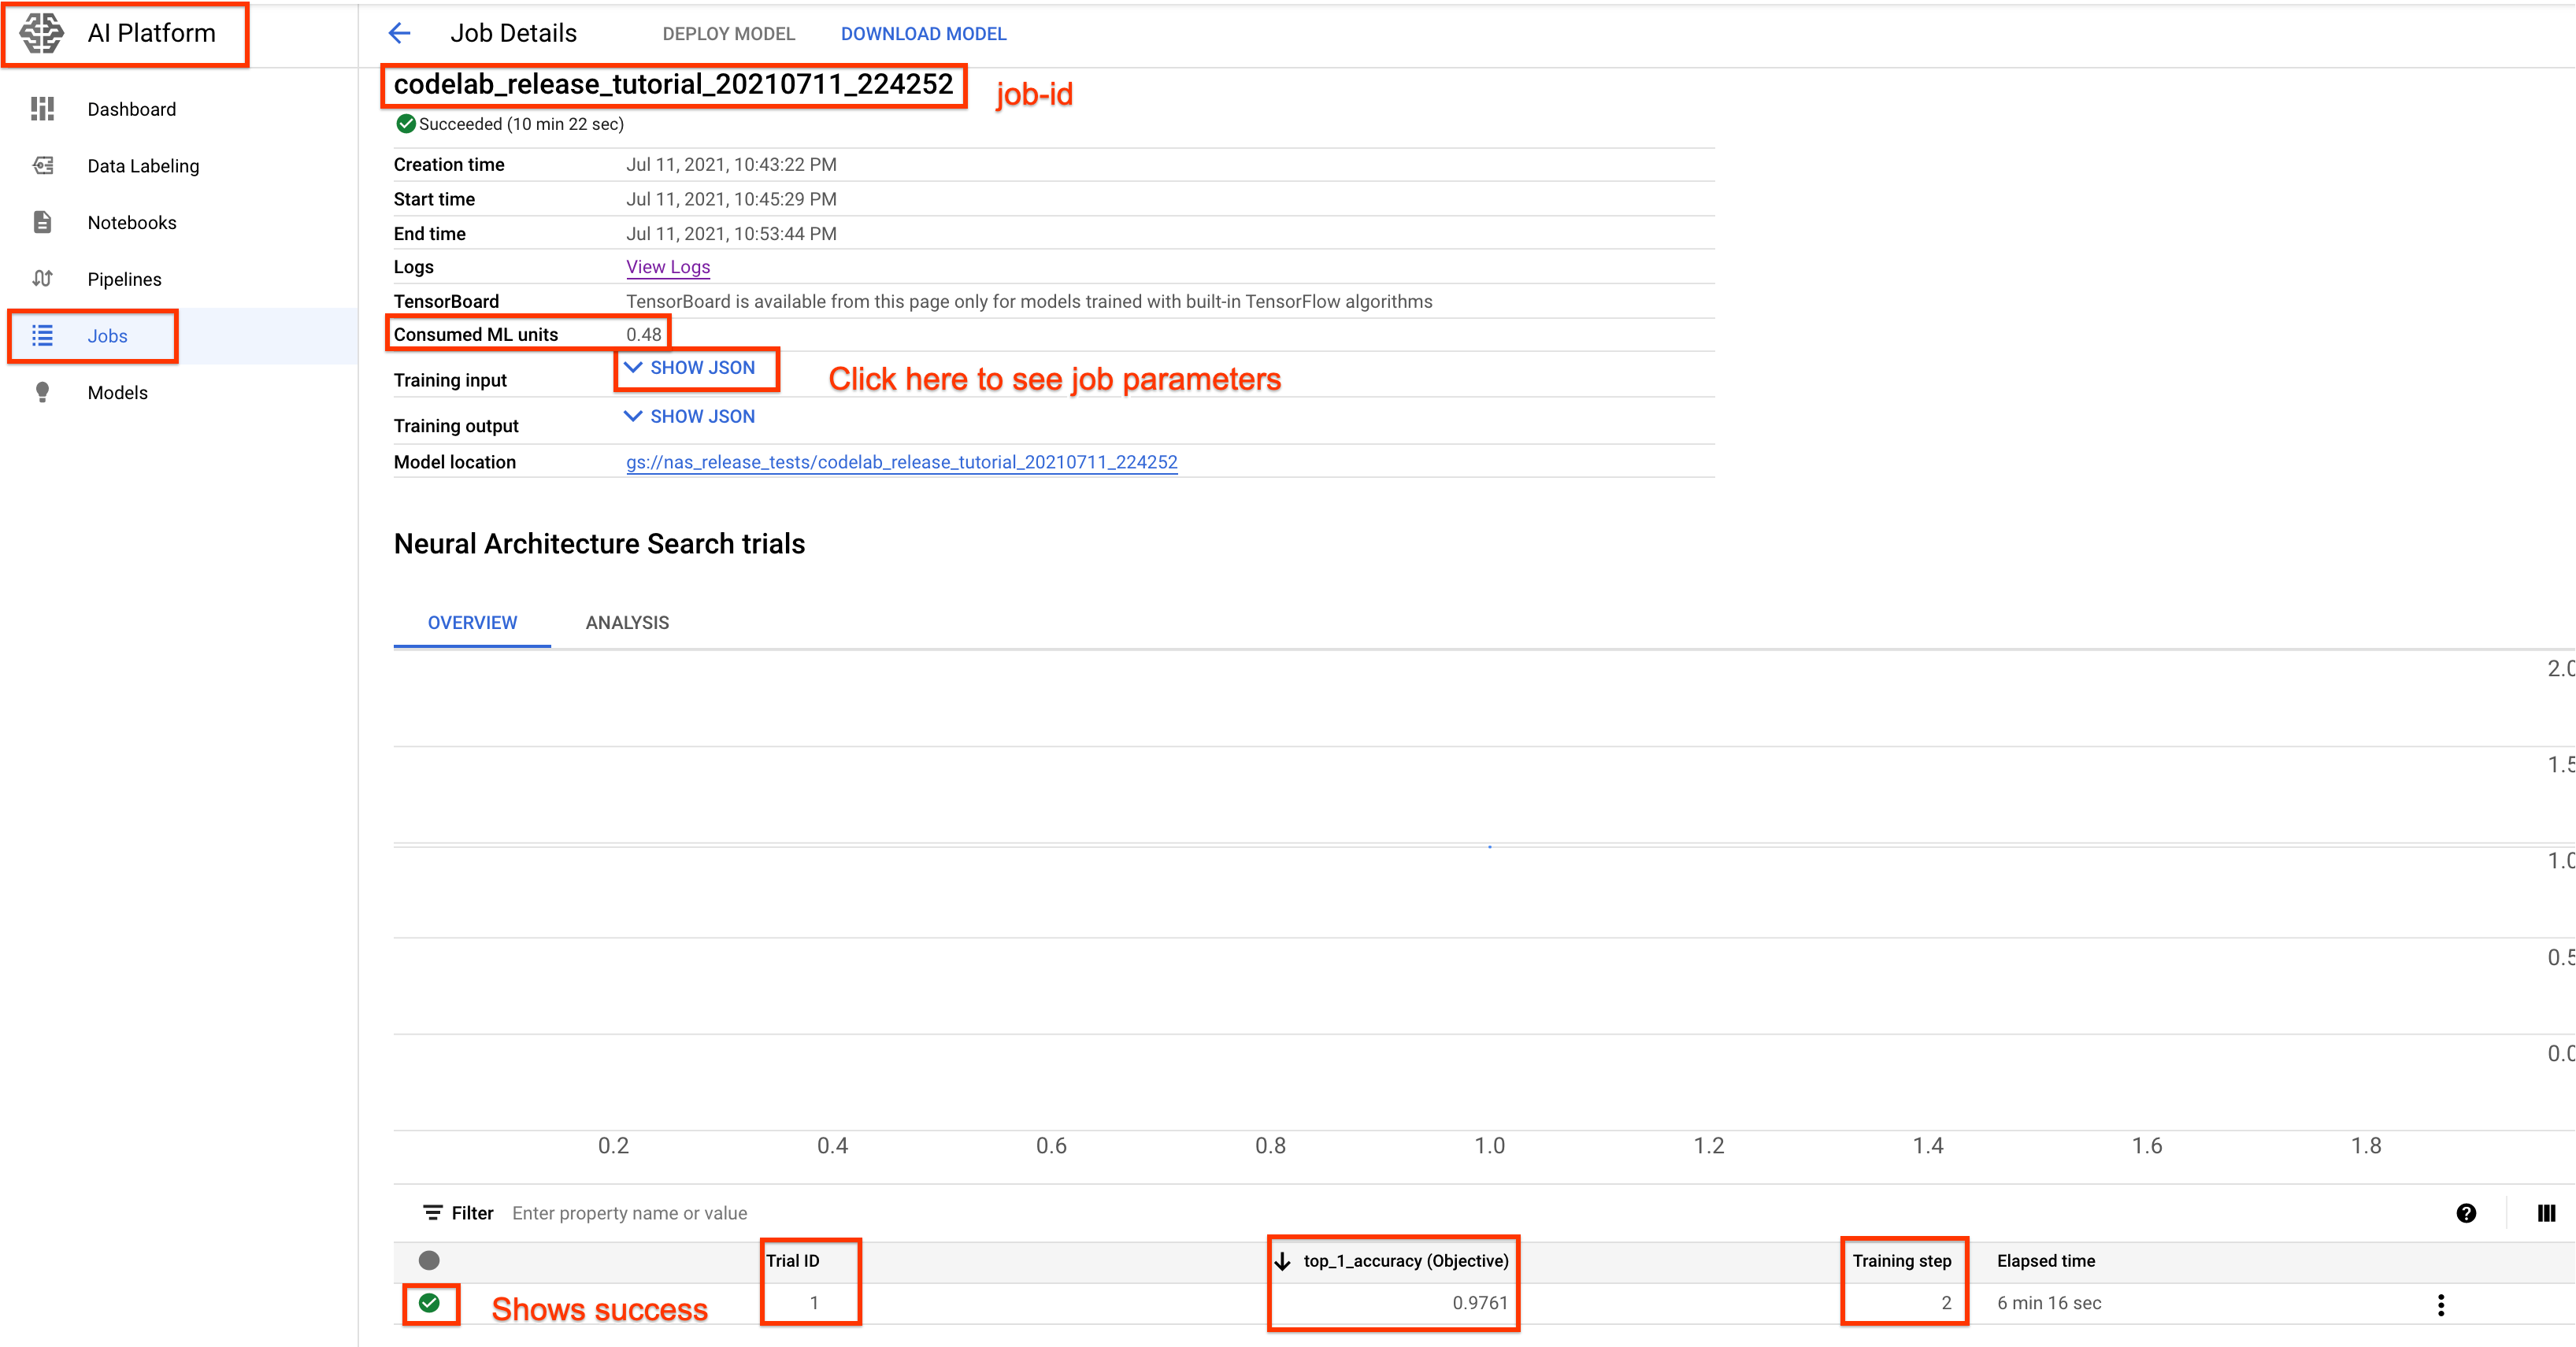 AI Platform
Dashboard
Data Labeling
Notebooks
Pipelines
Jobs
Models
Job Details DEPLOY MODEL DOWNLOAD MODEL
codelab_release_tutorial_20210711_224252 job-id
Succeeded (10 min 22 sec)
Creation time Jul 11, 2021, 10:43:22 PM
Start time Jul 11, 2021, 10:45:29 PM
End time Jul 11, 2021, 10:53:44 PM
Logs View Logs
TensorBoard TensorBoard is available from this page only for models trained with built-in TensorFlow algorithms
Consumed ML units 0.48
Training input SHOW JSON Click here to see job parameters
Training output SHOW JSON
Model location gs://nas_release_tests/codelab_release_tutorial_20210711_224252
Neural Architecture Search trials
OVERVIEW ANALYSIS
2.0
1.5
1.0
0.5
0.0
0.2 0.4 0.6 0.8 1.0 1.2 1.4 1.6 1.8
Filter Enter property name or value
Trial ID top_1_accuracy (Objective) Training step Elapsed time
Shows success 1 0.9761 2 6 min 16 sec